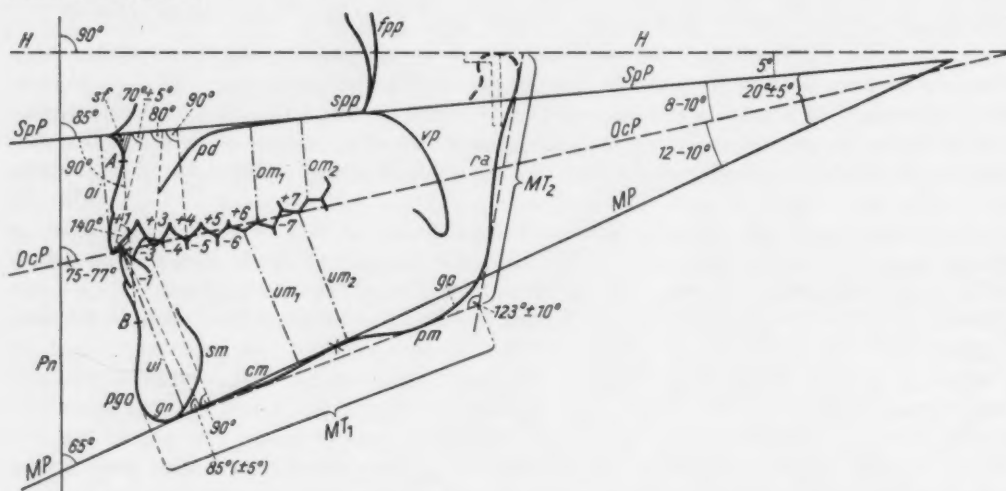 fpp
90°
H
H
5°
SpP
20°±5°
8–10°
sf
70°±5°
90°
80°
85°
spp
SpP
OcP
pd
vp
A
12–10°
90°
om₁
om₂
ra
MT₂
oi
MP
+1
+3
+4
+5
+6
+7
140°
-3
-4
-5
-6
-7
OcP
75–77°
-1
um₁
um₂
gp
123°±10°
B
pm
Pn
ui
sm
cm
pgo
gn
90°
MT₁
65°
MP
85°(±5°)